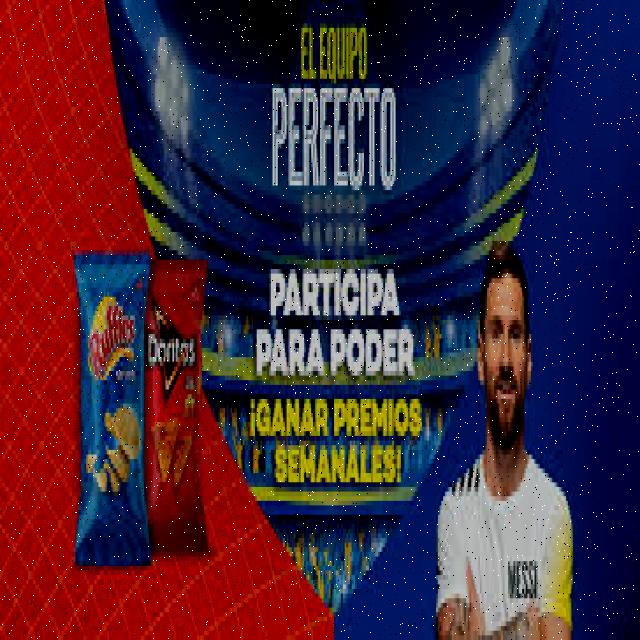 EL EQUIPO
PERFECTO
PARTICIPA
PARA PODER
¡GANAR PREMIOS
SEMANALES!
Ruffles
Doritos
MESSI